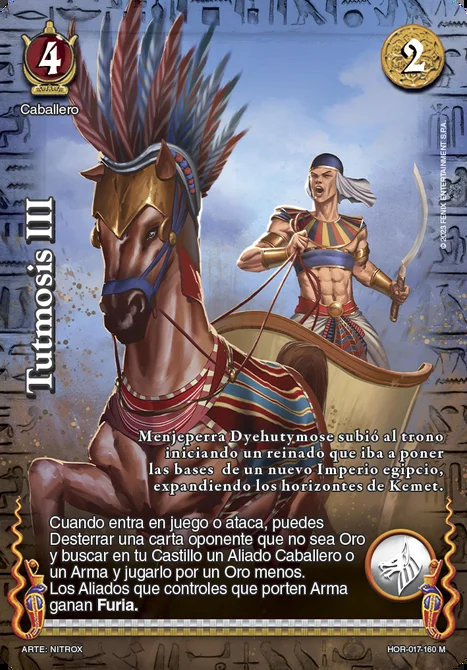 4
2
Caballero
Tutmosis III
© 2023 FENIX ENTERTAINMENT S.P.A.
Menjeperra Dyehutymose subió al trono
iniciando un reinado que iba a poner
las bases de un nuevo Imperio egipcio,
expandiendo los horizontes de Kemet.
Cuando entra en juego o ataca, puedes
Desterrar una carta oponente que no sea Oro
y buscar en tu Castillo un Aliado Caballero o
un Arma y jugarlo por un Oro menos.
Los Aliados que controles que porten Arma
ganan Furia.
ARTE: NITROX
HOR-017-160 M